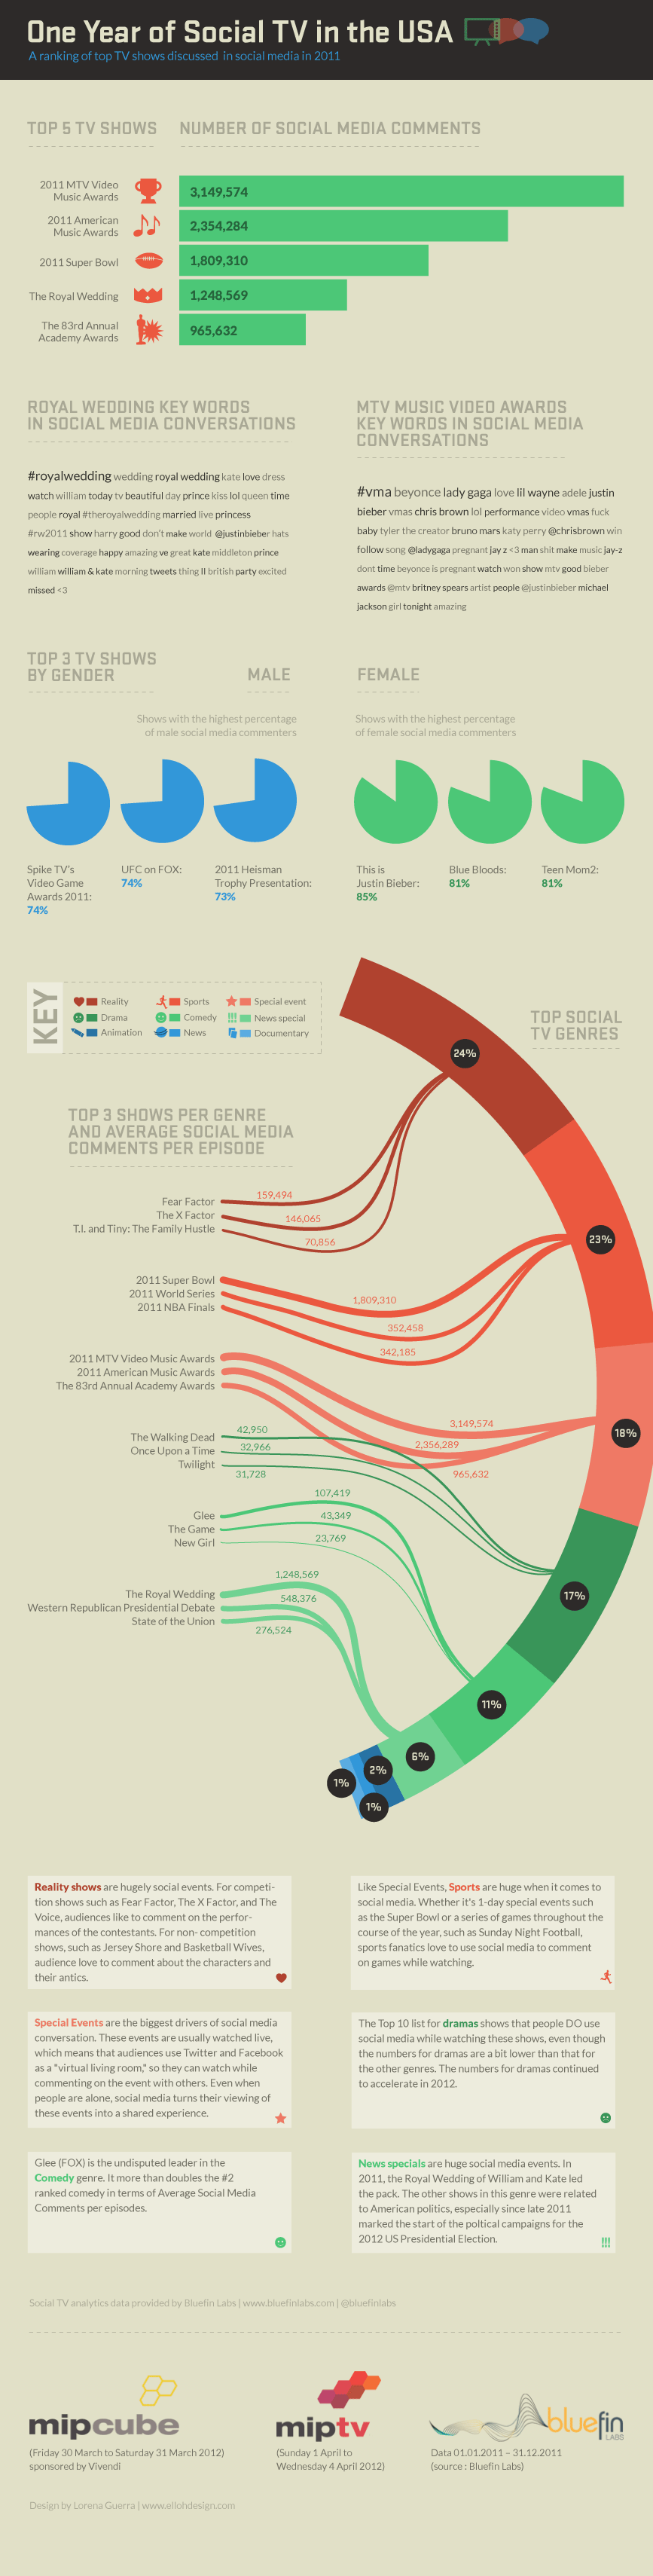 One Year of Social TV in the USA
A ranking of top TV shows discussed in social media in 2011
TOP 5 TV SHOWS
NUMBER OF SOCIAL MEDIA COMMENTS
2011 MTV Video
Music Awards
3,149,574
2011 American
Music Awards
2,354,284
2011 Super Bowl
1,809,310
The Royal Wedding
1,248,569
The 83rd Annual
Academy Awards
965,632
ROYAL WEDDING KEY WORDS
IN SOCIAL MEDIA CONVERSATIONS
#royalwedding wedding royal wedding kate love dress
watch william today tv beautiful day prince kiss lol queen time
people royal #theroyalwedding married live princess
#rw2011 show harry good don't make world @justinbieber hats
wearing coverage happy amazing ve great kate middleton prince
william william & kate morning tweets thing ll british party excited
missed <3
MTV MUSIC VIDEO AWARDS
KEY WORDS IN SOCIAL MEDIA
CONVERSATIONS
#vma beyonce lady gaga love lil wayne adele justin
bieber vmas chris brown lol performance video vmas fuck
baby tyler the creator bruno mars katy perry @chrisbrown win
follow song @ladygaga pregnant jay z <3 man shit make music jay-z
dont time beyonce is pregnant watch won show mtv good bieber
awards @mtv britney spears artist people @justinbieber michael
jackson girl tonight amazing
TOP 3 TV SHOWS
BY GENDER
MALE
Shows with the highest percentage
of male social media commenters
Spike TV's
Video Game
Awards 2011:
74%
UFC on FOX:
74%
2011 Heisman
Trophy Presentation:
73%
FEMALE
Shows with the highest percentage
of female social media commenters
This is
Justin Bieber:
85%
Blue Bloods:
81%
Teen Mom2:
81%
KEY
Reality
Sports
Special event
Drama
Comedy
News special
Animation
News
Documentary
TOP SOCIAL
TV GENRES
24%
23%
18%
17%
11%
6%
2%
1%
1%
TOP 3 SHOWS PER GENRE
AND AVERAGE SOCIAL MEDIA
COMMENTS PER EPISODE
Fear Factor
159,494
The X Factor
146,065
T.I. and Tiny: The Family Hustle
70,856
2011 Super Bowl
1,809,310
2011 World Series
352,458
2011 NBA Finals
342,185
2011 MTV Video Music Awards
3,149,574
2011 American Music Awards
2,356,289
The 83rd Annual Academy Awards
965,632
The Walking Dead
42,950
Once Upon a Time
32,966
Twilight
31,728
Glee
107,419
The Game
43,349
New Girl
23,769
The Royal Wedding
1,248,569
Western Republican Presidential Debate
548,376
State of the Union
276,524
Reality shows are hugely social events. For competi-
tion shows such as Fear Factor, The X Factor, and The
Voice, audiences like to comment on the perfor-
mances of the contestants. For non- competition
shows, such as Jersey Shore and Basketball Wives,
audience love to comment about the characters and
their antics.
Like Special Events, Sports are huge when it comes to
social media. Whether it's 1-day special events such
as the Super Bowl or a series of games throughout the
course of the year, such as Sunday Night Football,
sports fanatics love to use social media to comment
on games while watching.
Special Events are the biggest drivers of social media
conversation. These events are usually watched live,
which means that audiences use Twitter and Facebook
as a "virtual living room," so they can watch while
commenting on the event with others. Even when
people are alone, social media turns their viewing of
these events into a shared experience.
The Top 10 list for dramas shows that people DO use
social media while watching these shows, even though
the numbers for dramas are a bit lower than that for
the other genres. The numbers for dramas continued
to accelerate in 2012.
Glee (FOX) is the undisputed leader in the
Comedy genre. It more than doubles the #2
ranked comedy in terms of Average Social Media
Comments per episodes.
News specials are huge social media events. In
2011, the Royal Wedding of William and Kate led
the pack. The other shows in this genre were related
to American politics, especially since late 2011
marked the start of the poltical campaigns for the
2012 US Presidential Election.
Social TV analytics data provided by Bluefin Labs | www.bluefinlabs.com | @bluefinlabs
mipcube
(Friday 30 March to Saturday 31 March 2012)
sponsored by Vivendi
miptv
(Sunday 1 April to
Wednesday 4 April 2012)
bluefin
LABS
Data 01.01.2011 – 31.12.2011
(source : Bluefin Labs)
Design by Lorena Guerra | www.ellohdesign.com